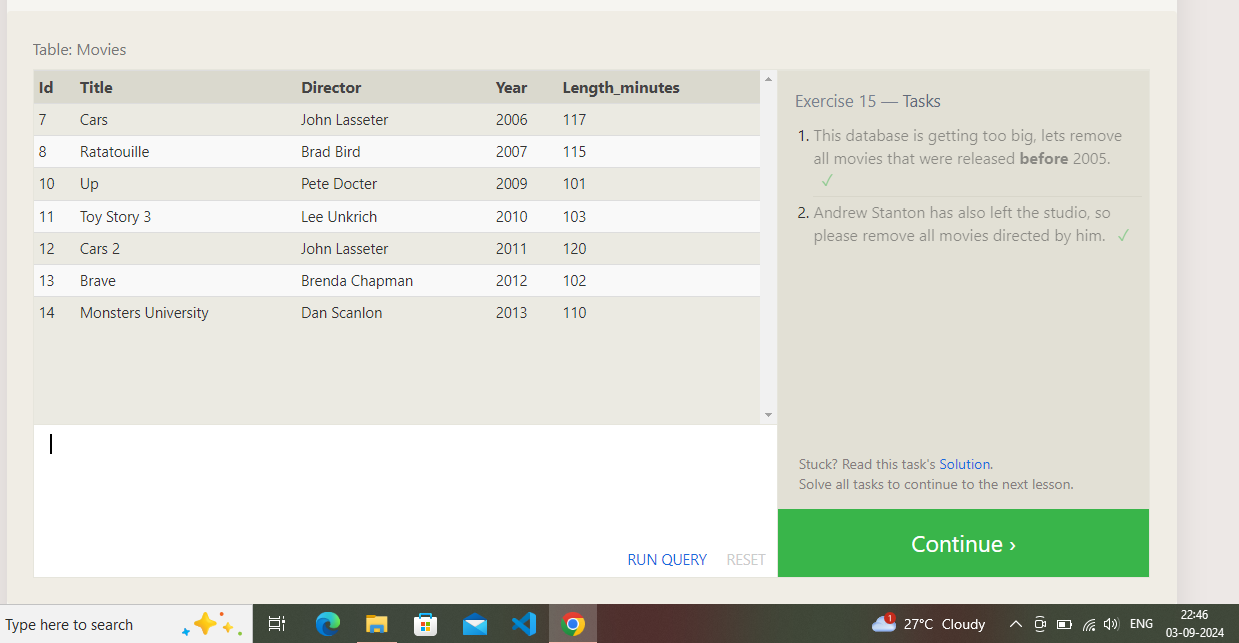 Table: Movies
Id Title Director Year Length_minutes
7 Cars John Lasseter 2006 117
8 Ratatouille Brad Bird 2007 115
10 Up Pete Docter 2009 101
11 Toy Story 3 Lee Unkrich 2010 103
12 Cars 2 John Lasseter 2011 120
13 Brave Brenda Chapman 2012 102
14 Monsters University Dan Scanlon 2013 110
RUN QUERY RESET
Exercise 15 — Tasks
1. This database is getting too big, lets remove
all movies that were released before 2005.
✓
2. Andrew Stanton has also left the studio, so
please remove all movies directed by him. ✓
Stuck? Read this task's Solution.
Solve all tasks to continue to the next lesson.
Continue ›
Type here to search
1
27°C Cloudy
ENG
22:46
03-09-2024